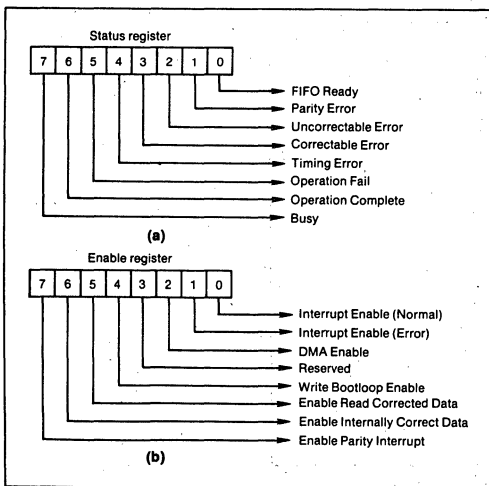 Status register
7 6 5 4 3 2 1 0
FIFO Ready
Parity Error
Uncorrectable Error
Correctable Error
Timing Error
Operation Fail
Operation Complete
Busy
(a)
Enable register
7 6 5 4 3 2 1 0
Interrupt Enable (Normal)
Interrupt Enable (Error)
DMA Enable
Reserved
Write Bootloop Enable
Enable Read Corrected Data
Enable Internally Correct Data
Enable Parity Interrupt
(b)